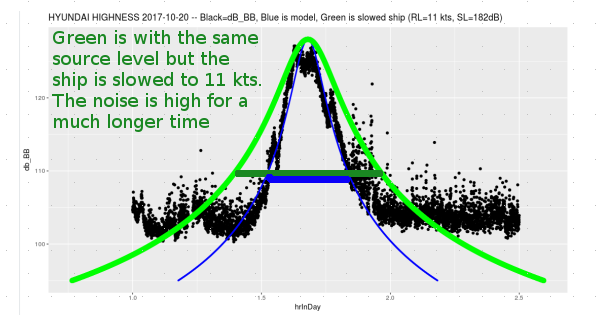 HYUNDAI HIGHNESS 2017-10-20 -- Black=dB_BB, Blue is model, Green is slowed ship (RL=11 kts, SL=182dB)
Green is with the same
source level but the
ship is slowed to 11 kts.
The noise is high for a
much longer time
db_BB
120
110
100
1.0 1.5 2.0 2.5
hrInDay